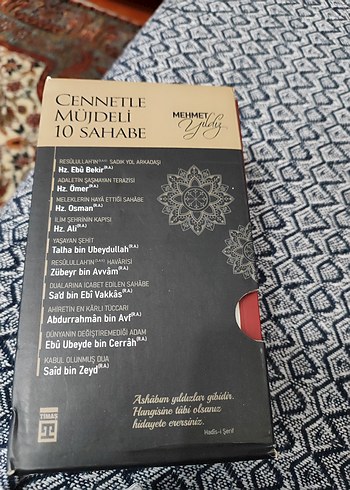 CENNETLE
MÜJDELİ
10 SAHABE
MEHMET
Yıldız
RESÛLULLAH'IN (S.A.V.) SADIK YOL ARKADAŞI
Hz. Ebû Bekir (R.A.)
ADALETİN ŞAŞMAYAN TERAZİSİ
Hz. Ömer (R.A.)
MELEKLERİN HAYÂ ETTİĞİ SAHÂBE
Hz. Osman (R.A.)
İLİM ŞEHRİNİN KAPISI
Hz. Ali (R.A.)
YAŞAYAN ŞEHİT
Talha bin Ubeydullah (R.A.)
RESÛLULLAH'IN (S.A.V.) HAVÂRİSİ
Zübeyr bin Avvâm (R.A.)
DUALARINA İCABET EDİLEN SAHÂBE
Sa'd bin Ebî Vakkâs (R.A.)
AHİRETİN EN KÂRLI TÜCCARI
Abdurrahmân bin Avf (R.A.)
DÜNYANIN DEĞİŞTİREMEDİĞİ ADAM
Ebû Ubeyde bin Cerrâh (R.A.)
KABUL OLUNMUŞ DUA
Saîd bin Zeyd (R.A.)
Ashâbım yıldızlar gibidir.
Hangisine tâbi olsanız
hidayete erersiniz.
Hadis-i Şerif
TİMAŞ